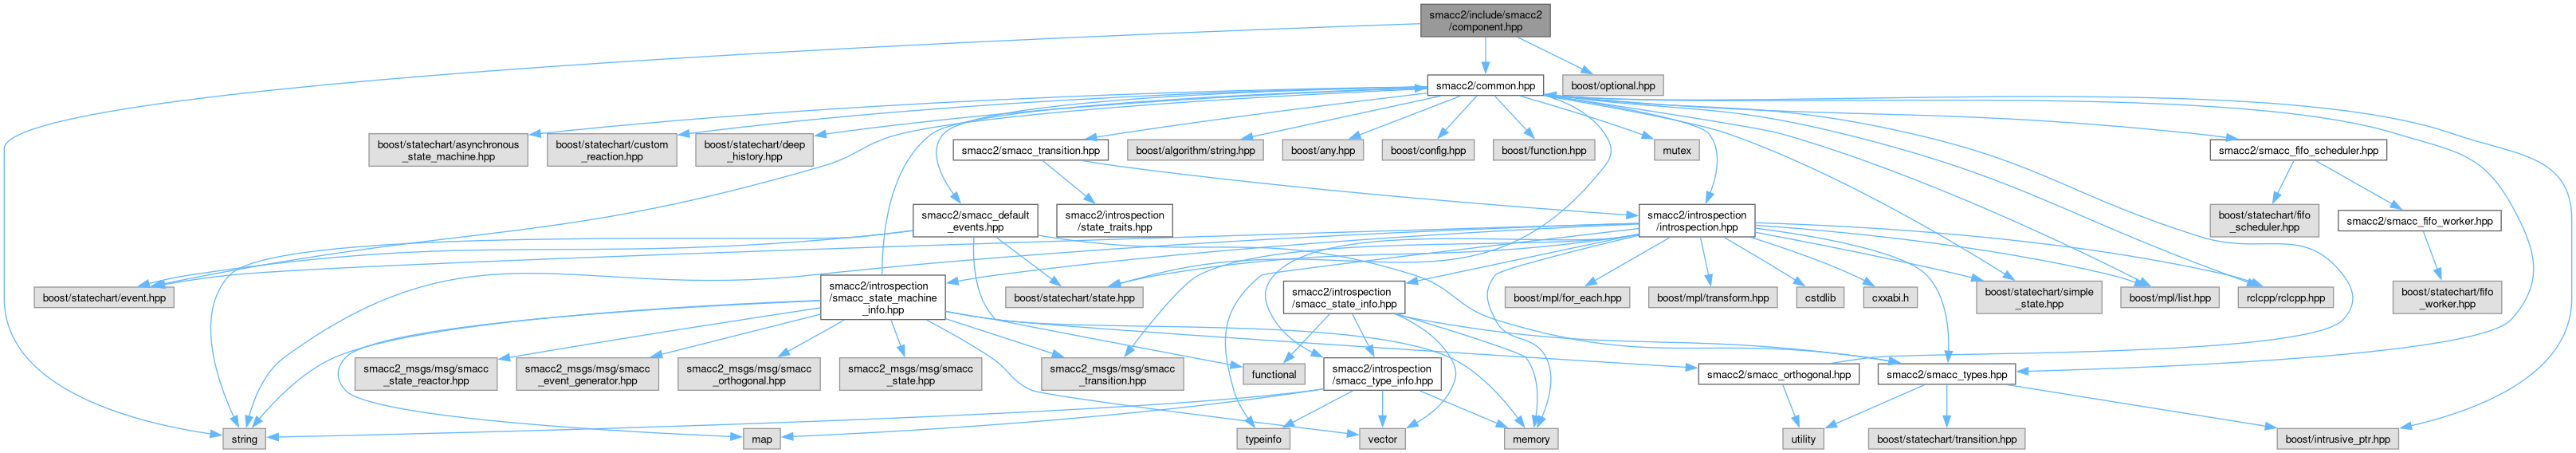 smacc2/include/smacc2
/component.hpp
smacc2/common.hpp
boost/optional.hpp
boost/statechart/asynchronous
_state_machine.hpp
boost/statechart/custom
_reaction.hpp
boost/statechart/deep
_history.hpp
smacc2/smacc_transition.hpp
boost/algorithm/string.hpp
boost/any.hpp
boost/config.hpp
boost/function.hpp
mutex
smacc2/smacc_fifo_scheduler.hpp
smacc2/smacc_default
_events.hpp
smacc2/introspection
/state_traits.hpp
smacc2/introspection
/introspection.hpp
boost/statechart/fifo
_scheduler.hpp
smacc2/smacc_fifo_worker.hpp
boost/statechart/event.hpp
smacc2/introspection
/smacc_state_machine
_info.hpp
boost/statechart/state.hpp
smacc2/introspection
/smacc_state_info.hpp
boost/mpl/for_each.hpp
boost/mpl/transform.hpp
cstdlib
cxxabi.h
boost/statechart/simple
_state.hpp
boost/mpl/list.hpp
rclcpp/rclcpp.hpp
boost/statechart/fifo
_worker.hpp
smacc2_msgs/msg/smacc
_state_reactor.hpp
smacc2_msgs/msg/smacc
_event_generator.hpp
smacc2_msgs/msg/smacc
_orthogonal.hpp
smacc2_msgs/msg/smacc
_state.hpp
smacc2_msgs/msg/smacc
_transition.hpp
functional
smacc2/introspection
/smacc_type_info.hpp
smacc2/smacc_orthogonal.hpp
smacc2/smacc_types.hpp
string
map
typeinfo
vector
memory
utility
boost/statechart/transition.hpp
boost/intrusive_ptr.hpp